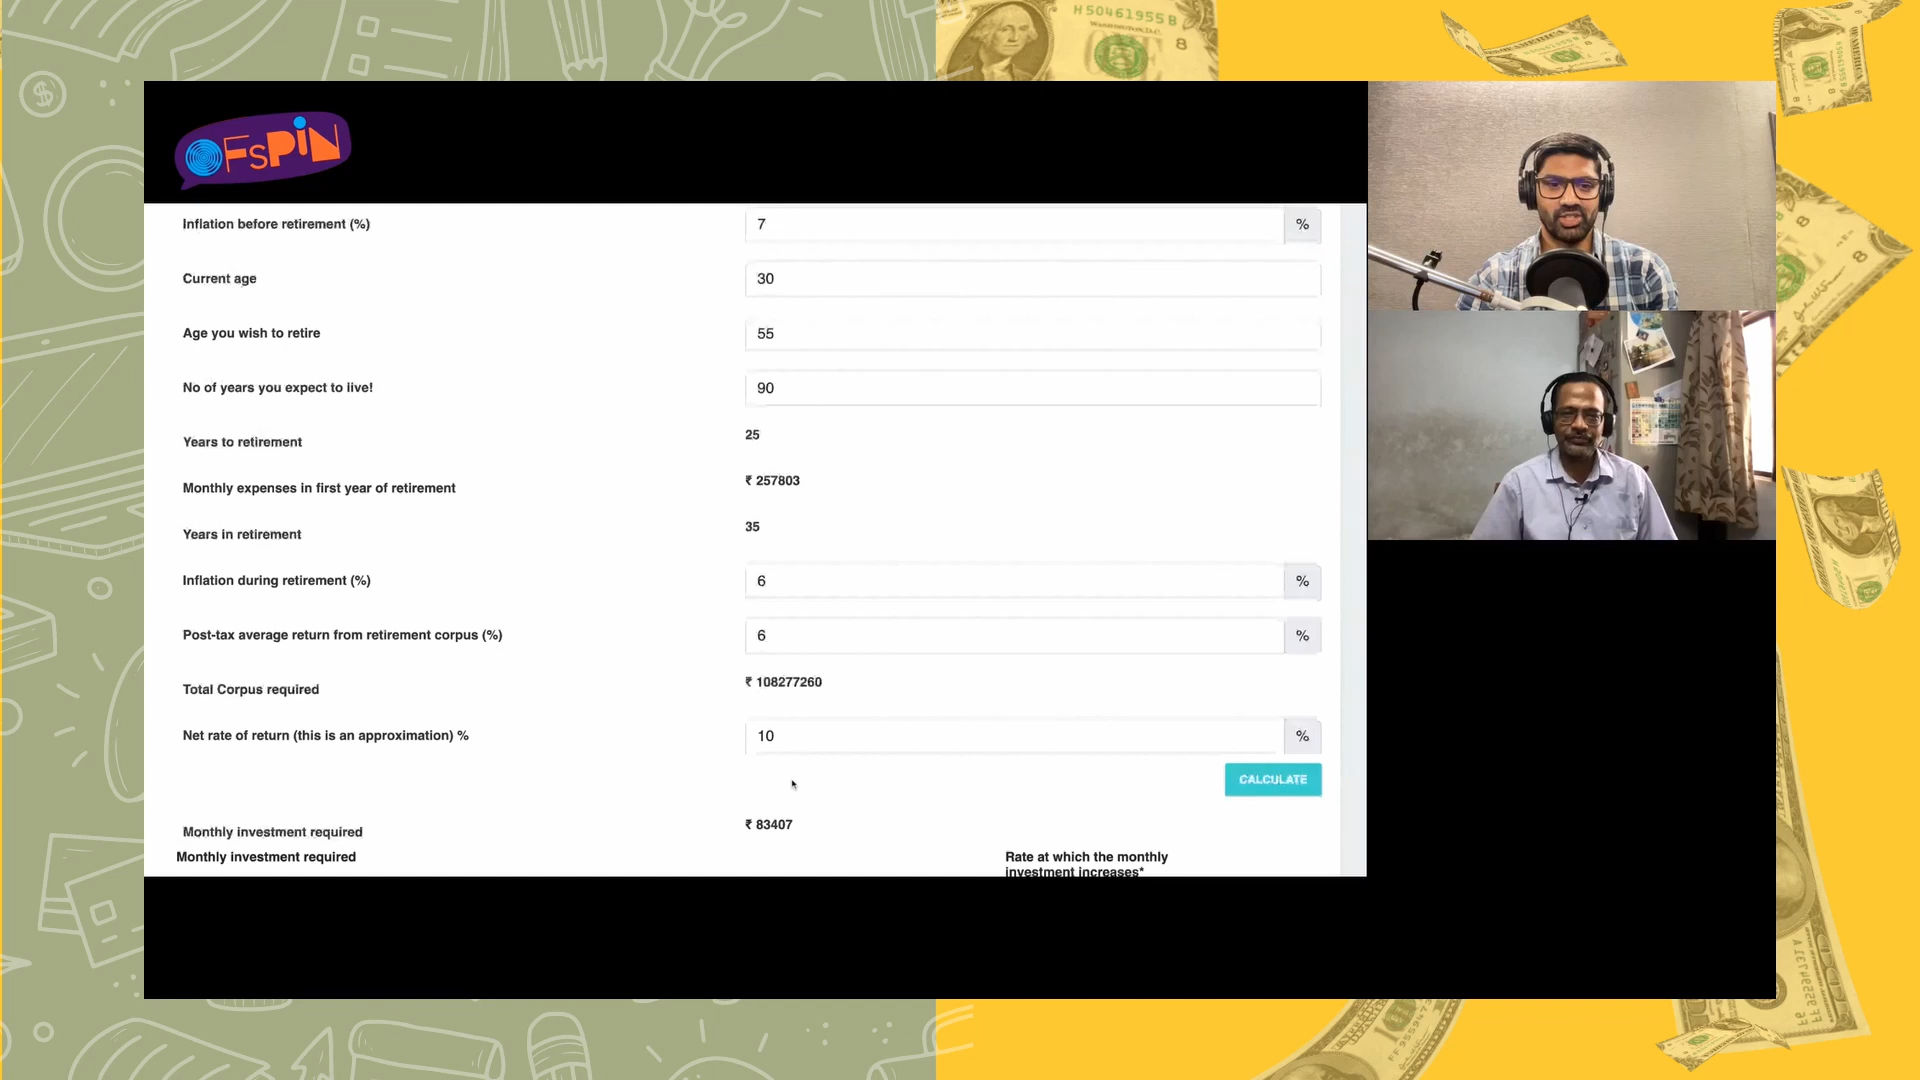 H50461955B
WASHINGTON, D.C.
8
OFSPIN
Inflation before retirement (%)
7
%
Current age
30
Age you wish to retire
55
No of years you expect to live!
90
Years to retirement
25
Monthly expenses in first year of retirement
₹ 257803
Years in retirement
35
Inflation during retirement (%)
6
%
Post-tax average return from retirement corpus (%)
6
%
Total Corpus required
₹ 108277260
Net rate of return (this is an approximation) %
10
%
CALCULATE
Monthly investment required
₹ 83407
Monthly investment required
Rate at which the monthly
investment increases*